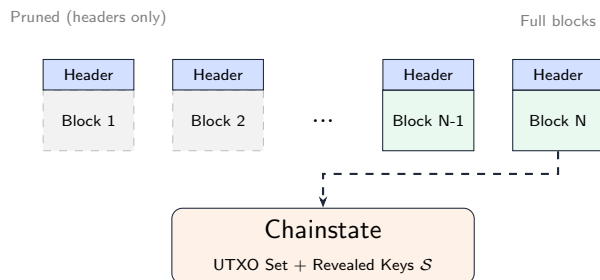 Pruned (headers only)
Full blocks
Header
Header
Header
Header
Block 1
Block 2
...
Block N-1
Block N
Chainstate
UTXO Set + Revealed Keys 𝒮